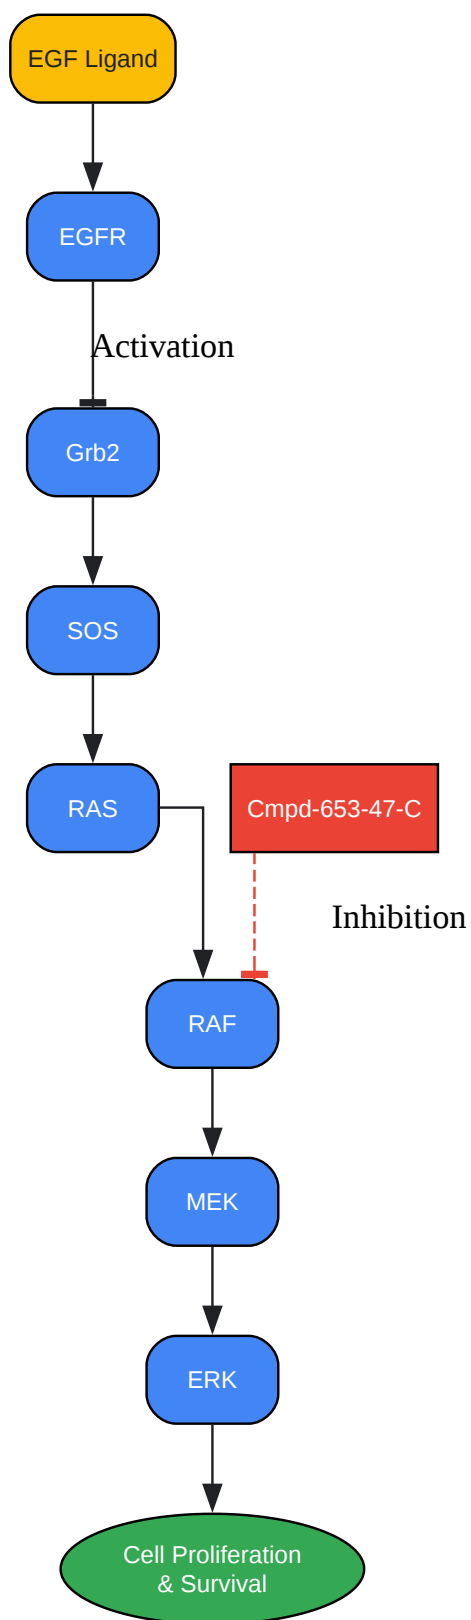 EGF Ligand
EGFR
Activation
Grb2
SOS
RAS
Cmpd-653-47-C
Inhibition
RAF
MEK
ERK
Cell Proliferation
& Survival